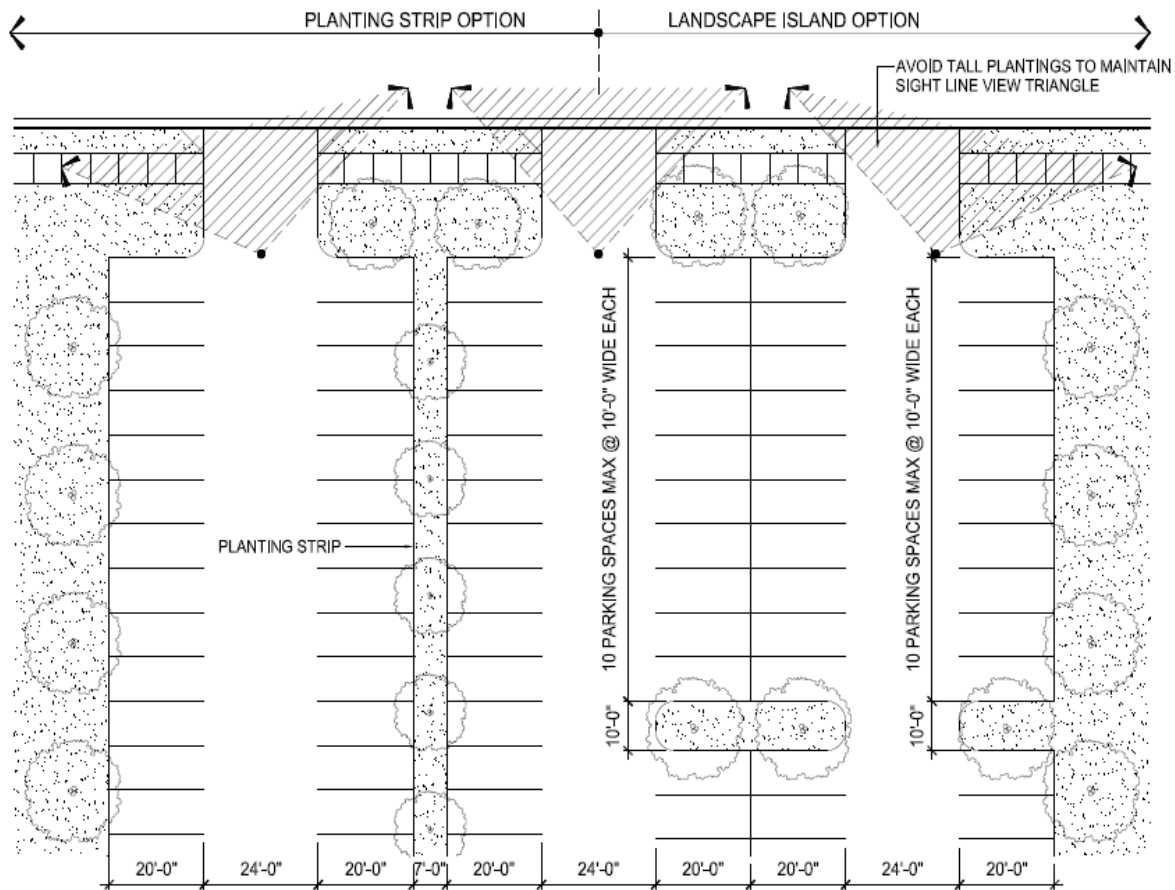 PLANTING STRIP OPTION
LANDSCAPE ISLAND OPTION
AVOID TALL PLANTINGS TO MAINTAIN
SIGHT LINE VIEW TRIANGLE
10 PARKING SPACES MAX @ 10'-0" WIDE EACH
10 PARKING SPACES MAX @ 10'-0" WIDE EACH
PLANTING STRIP
10'-0"
10'-0"
20'-0"
24'-0"
20'-0"
7'-0"
20'-0"
24'-0"
20'-0"
20'-0"
24'-0"
20'-0"